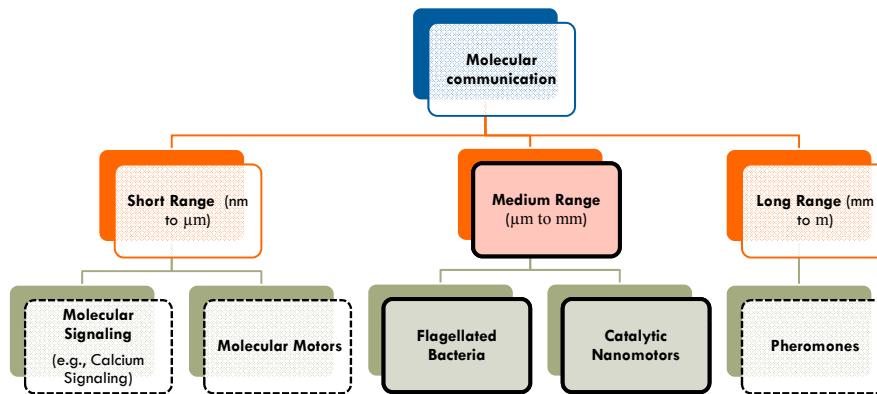 Molecular
communication
Short Range (nm
to μm)
Medium Range
(μm to mm)
Long Range (mm
to m)
Molecular
Signaling
(e.g., Calcium
Signaling)
Molecular Motors
Flagellated
Bacteria
Catalytic
Nanomotors
Pheromones